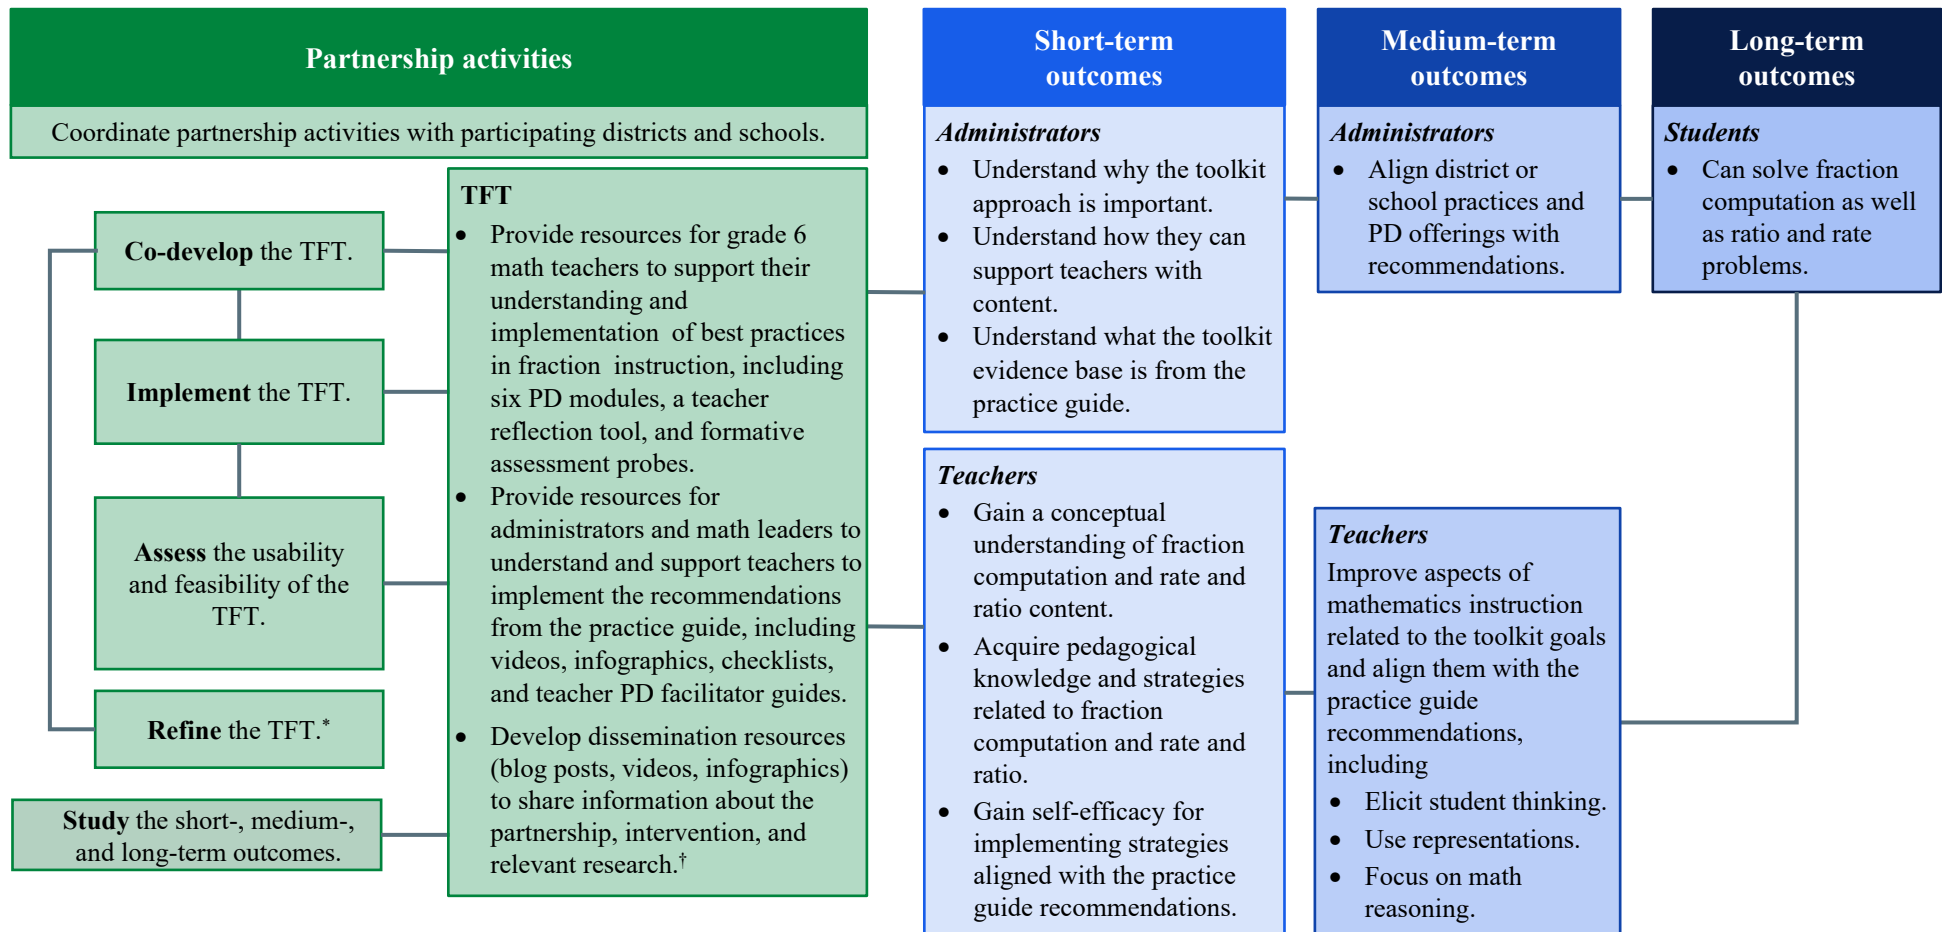 Partnership activities
Coordinate partnership activities with participating districts and schools.
Co-develop the TFT.
Implement the TFT.
Assess the usability
and feasibility of the
TFT.
Refine the TFT.*
Study the short-, medium-,
and long-term outcomes.
TFT
• Provide resources for grade 6
math teachers to support their
understanding and
implementation of best practices
in fraction instruction, including
six PD modules, a teacher
reflection tool, and formative
assessment probes.
• Provide resources for
administrators and math leaders to
understand and support teachers to
implement the recommendations
from the practice guide, including
videos, infographics, checklists,
and teacher PD facilitator guides.
• Develop dissemination resources
(blog posts, videos, infographics)
to share information about the
partnership, intervention, and
relevant research.†
Short-term
outcomes
Administrators
• Understand why the toolkit
approach is important.
• Understand how they can
support teachers with
content.
• Understand what the toolkit
evidence base is from the
practice guide.
Teachers
• Gain a conceptual
understanding of fraction
computation and rate and
ratio content.
• Acquire pedagogical
knowledge and strategies
related to fraction
computation and rate and
ratio.
• Gain self-efficacy for
implementing strategies
aligned with the practice
guide recommendations.
Medium-term
outcomes
Administrators
• Align district or
school practices and
PD offerings with
recommendations.
Teachers
Improve aspects of
mathematics instruction
related to the toolkit goals
and align them with the
practice guide
recommendations,
including
• Elicit student thinking.
• Use representations.
• Focus on math
reasoning.
Long-term
outcomes
Students
• Can solve fraction
computation as well
as ratio and rate
problems.